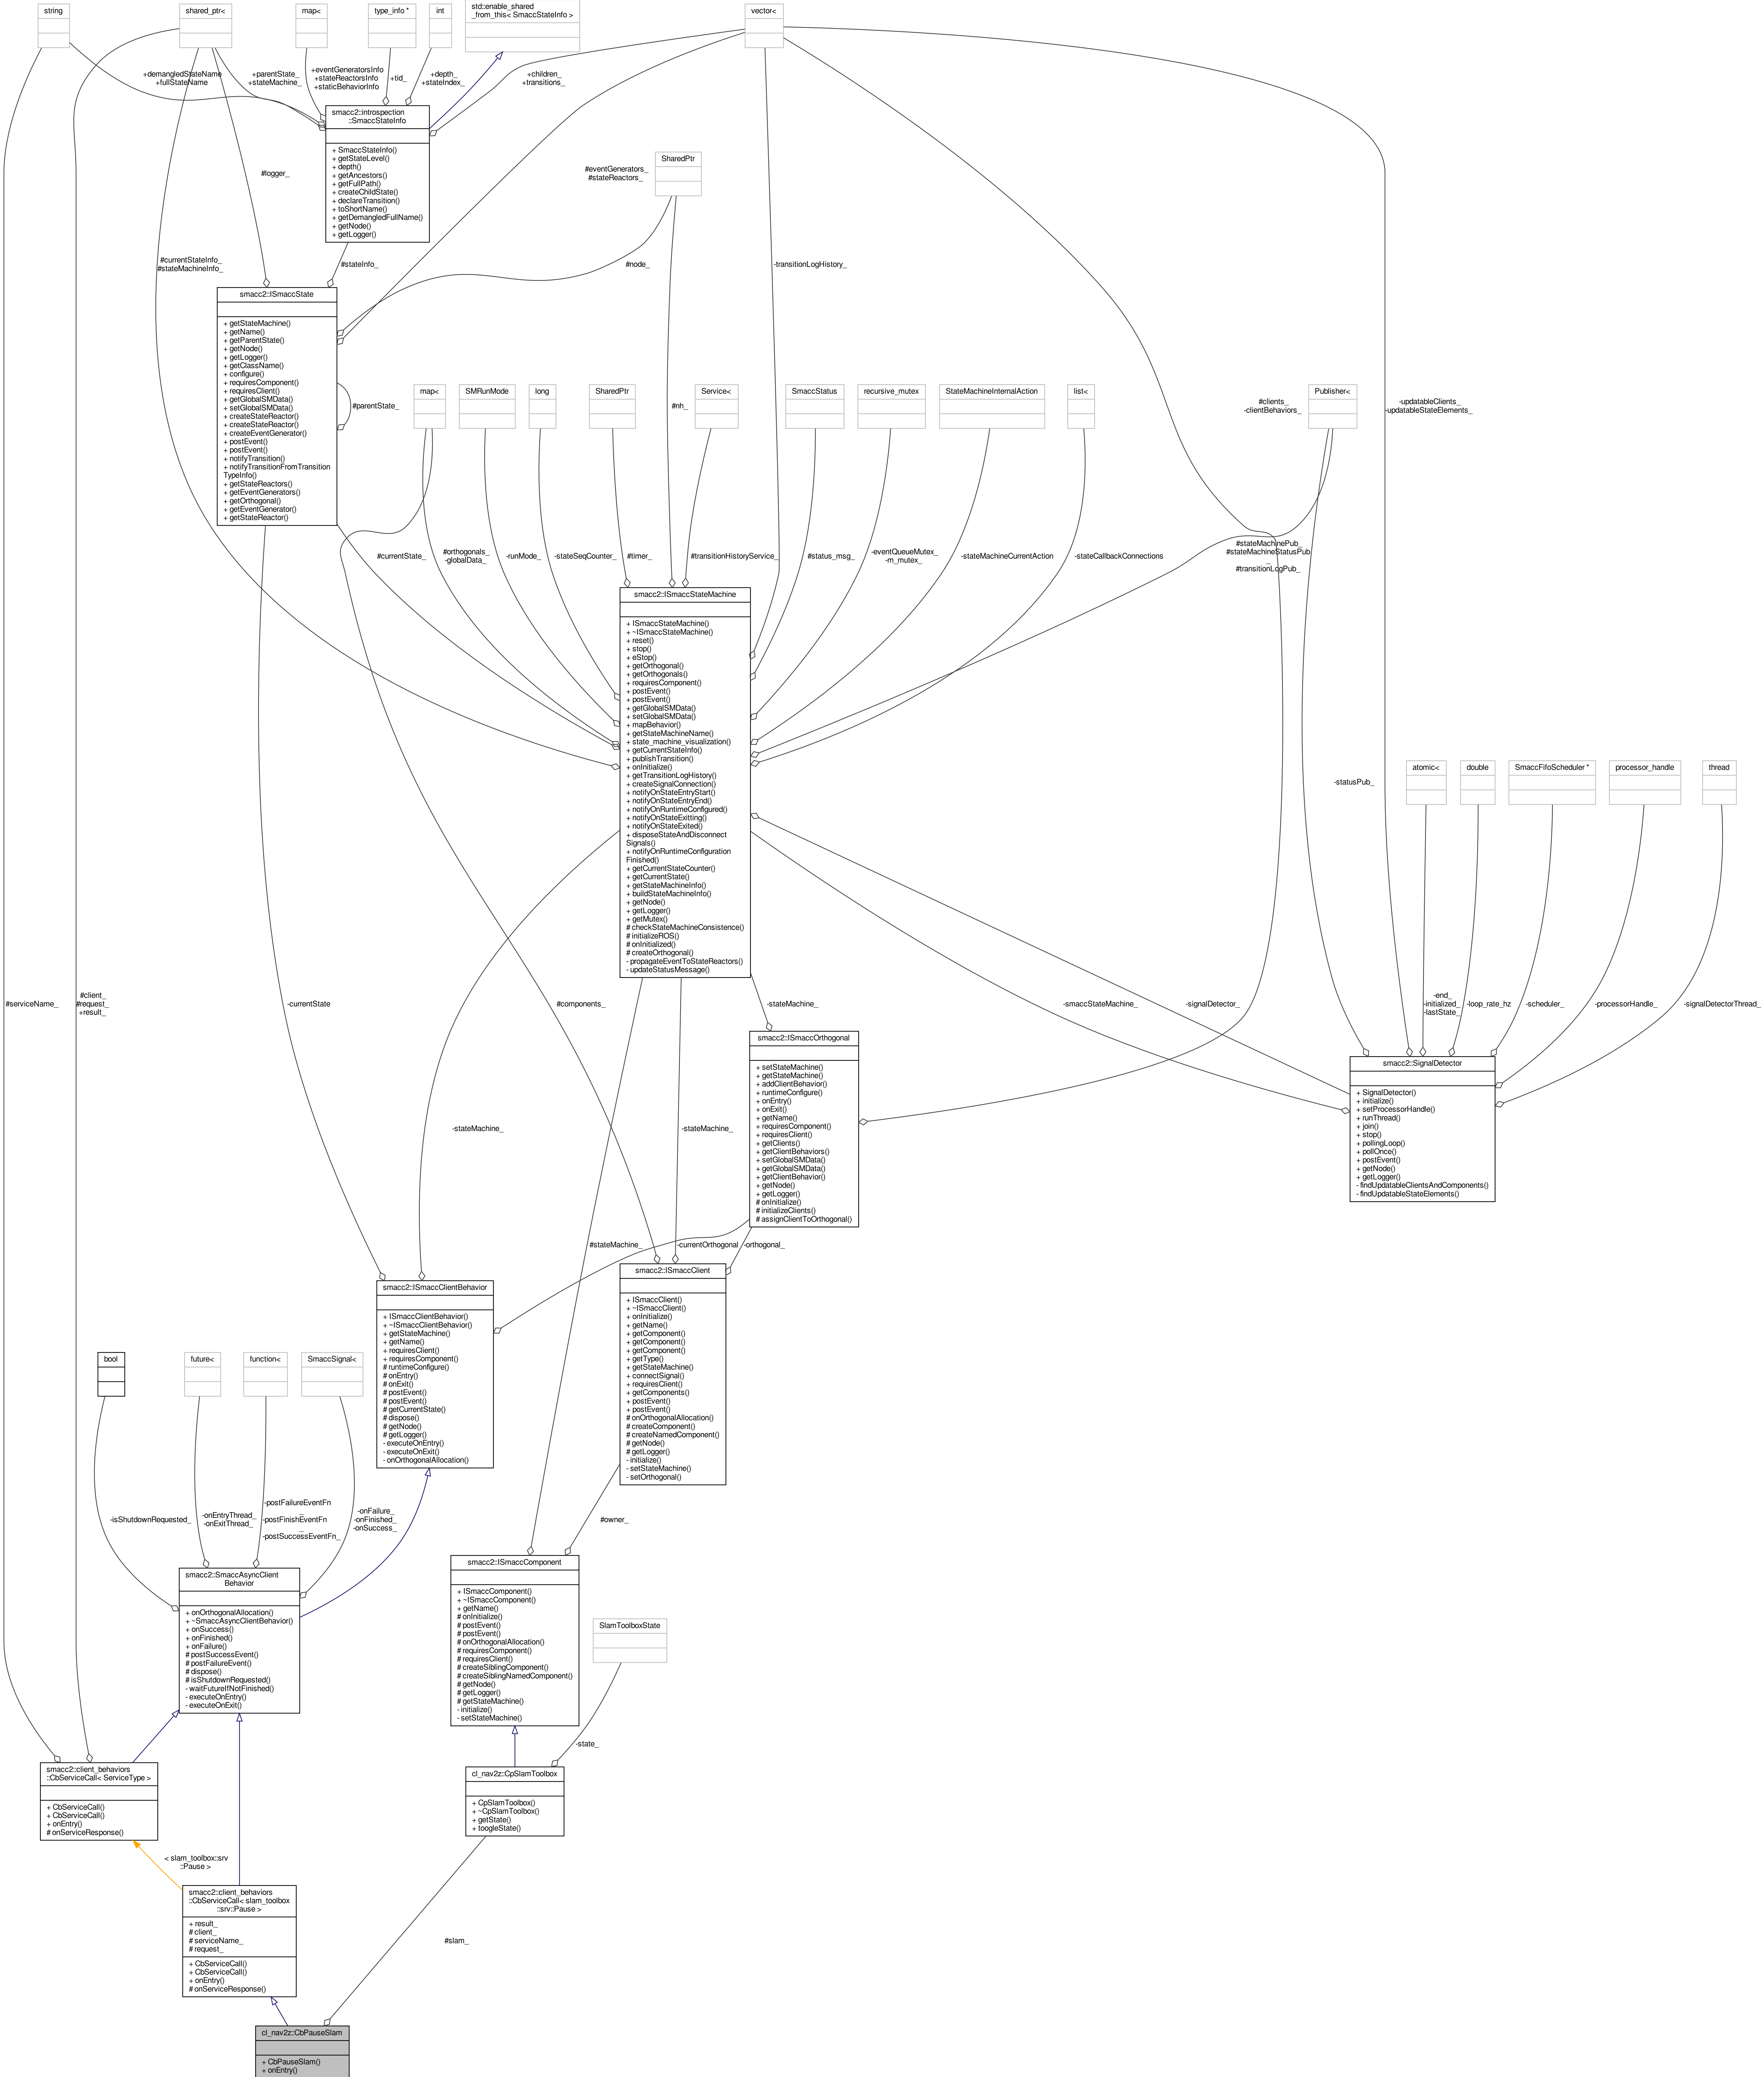 string
shared_ptr<
map<
type_info *
int
std::enable_shared
_from_this< SmaccStateInfo >
vector<
+demangledStateName
+fullStateName
+parentState_
+stateMachine_
+eventGeneratorsInfo
+stateReactorsInfo
+staticBehaviorInfo
+tid_
+depth_
+stateIndex_
+children_
+transitions_
smacc2::introspection
::SmaccStateInfo
+ SmaccStateInfo()
+ getStateLevel()
+ depth()
+ getAncestors()
+ getFullPath()
+ createChildState()
+ declareTransition()
+ toShortName()
+ getDemangledFullName()
+ getNode()
+ getLogger()
#logger_
#eventGenerators_
#stateReactors_
SharedPtr
#currentStateInfo_
#stateMachineInfo_
#stateInfo_
#node_
-transitionLogHistory_
smacc2::ISmaccState
+ getStateMachine()
+ getName()
+ getParentState()
+ getNode()
+ getLogger()
+ getClassName()
+ configure()
+ requiresComponent()
+ requiresClient()
+ getGlobalSMData()
+ setGlobalSMData()
+ createStateReactor()
+ createStateReactor()
+ createEventGenerator()
+ postEvent()
+ postEvent()
+ notifyTransition()
+ notifyTransitionFromTransition
TypeInfo()
+ getStateReactors()
+ getEventGenerators()
+ getOrthogonal()
+ getEventGenerator()
+ getStateReactor()
#parentState_
map<
SMRunMode
long
SharedPtr
#nh_
Service<
SmaccStatus
recursive_mutex
StateMachineInternalAction
list<
#clients_
-clientBehaviors_
Publisher<
-updatableClients_
-updatableStateElements_
#currentState_
#orthogonals_
-globalData_
-runMode_
-stateSeqCounter_
#timer_
#transitionHistoryService_
#status_msg_
-eventQueueMutex_
-m_mutex_
-stateMachineCurrentAction
-stateCallbackConnections
#stateMachinePub_
#stateMachineStatusPub
_
#transitionLogPub_
smacc2::ISmaccStateMachine
+ ISmaccStateMachine()
+ ~ISmaccStateMachine()
+ reset()
+ stop()
+ eStop()
+ getOrthogonal()
+ getOrthogonals()
+ requiresComponent()
+ postEvent()
+ postEvent()
+ getGlobalSMData()
+ setGlobalSMData()
+ mapBehavior()
+ getStateMachineName()
+ state_machine_visualization()
+ getCurrentStateInfo()
+ publishTransition()
+ onInitialize()
+ getTransitionLogHistory()
+ createSignalConnection()
+ notifyOnStateEntryStart()
+ notifyOnStateEntryEnd()
+ notifyOnRuntimeConfigured()
+ notifyOnStateExitting()
+ notifyOnStateExited()
+ disposeStateAndDisconnect
Signals()
+ notifyOnRuntimeConfiguration
Finished()
+ getCurrentStateCounter()
+ getCurrentState()
+ getStateMachineInfo()
+ buildStateMachineInfo()
+ getNode()
+ getLogger()
+ getMutex()
# checkStateMachineConsistence()
# initializeROS()
# onInitialized()
# createOrthogonal()
- propagateEventToStateReactors()
- updateStatusMessage()
-statusPub_
atomic<
double
SmaccFifoScheduler *
processor_handle
thread
#serviceName_
#client_
#request_
+result_
-currentState
#components_
-stateMachine_
-smaccStateMachine_
-signalDetector_
-end_
-initialized_
-lastState_
-loop_rate_hz
-scheduler_
-processorHandle_
-signalDetectorThread_
smacc2::ISmaccOrthogonal
+ setStateMachine()
+ getStateMachine()
+ addClientBehavior()
+ runtimeConfigure()
+ onEntry()
+ onExit()
+ getName()
+ requiresComponent()
+ requiresClient()
+ getClients()
+ getClientBehaviors()
+ setGlobalSMData()
+ getGlobalSMData()
+ getClientBehavior()
+ getNode()
+ getLogger()
# onInitialize()
# initializeClients()
# assignClientToOrthogonal()
smacc2::SignalDetector
+ SignalDetector()
+ initialize()
+ setProcessorHandle()
+ runThread()
+ join()
+ stop()
+ pollingLoop()
+ pollOnce()
+ postEvent()
+ getNode()
+ getLogger()
- findUpdatableClientsAndComponents()
- findUpdatableStateElements()
-stateMachine_
-stateMachine_
#stateMachine_
-currentOrthogonal
-orthogonal_
smacc2::ISmaccClientBehavior
+ ISmaccClientBehavior()
+ ~ISmaccClientBehavior()
+ getStateMachine()
+ getName()
+ requiresClient()
+ requiresComponent()
# runtimeConfigure()
# onEntry()
# onExit()
# postEvent()
# postEvent()
# getCurrentState()
# dispose()
# getNode()
# getLogger()
- executeOnEntry()
- executeOnExit()
- onOrthogonalAllocation()
smacc2::ISmaccClient
+ ISmaccClient()
+ ~ISmaccClient()
+ onInitialize()
+ getName()
+ getComponent()
+ getComponent()
+ getComponent()
+ getType()
+ getStateMachine()
+ connectSignal()
+ requiresClient()
+ getComponents()
+ postEvent()
+ postEvent()
# onOrthogonalAllocation()
# createComponent()
# createNamedComponent()
# getNode()
# getLogger()
- initialize()
- setStateMachine()
- setOrthogonal()
bool
future<
function<
SmaccSignal<
-isShutdownRequested_
-onEntryThread_
-onExitThread_
-postFailureEventFn
_
-postFinishEventFn
_
-postSuccessEventFn_
-onFailure_
-onFinished_
-onSuccess_
#owner_
smacc2::SmaccAsyncClient
Behavior
+ onOrthogonalAllocation()
+ ~SmaccAsyncClientBehavior()
+ onSuccess()
+ onFinished()
+ onFailure()
# postSuccessEvent()
# postFailureEvent()
# dispose()
# isShutdownRequested()
- waitFutureIfNotFinished()
- executeOnEntry()
- executeOnExit()
smacc2::ISmaccComponent
+ ISmaccComponent()
+ ~ISmaccComponent()
+ getName()
# onInitialize()
# postEvent()
# postEvent()
# onOrthogonalAllocation()
# requiresComponent()
# requiresClient()
# createSiblingComponent()
# createSiblingNamedComponent()
# getNode()
# getLogger()
# getStateMachine()
- initialize()
- setStateMachine()
SlamToolboxState
-state_
smacc2::client_behaviors
::CbServiceCall< ServiceType >
+ CbServiceCall()
+ CbServiceCall()
+ onEntry()
# onServiceResponse()
cl_nav2z::CpSlamToolbox
+ CpSlamToolbox()
+ ~CpSlamToolbox()
+ getState()
+ toogleState()
< slam_toolbox::srv
::Pause >
smacc2::client_behaviors
::CbServiceCall< slam_toolbox
::srv::Pause >
+ result_
# client_
# serviceName_
# request_
+ CbServiceCall()
+ CbServiceCall()
+ onEntry()
# onServiceResponse()
#slam_
cl_nav2z::CbPauseSlam
+ CbPauseSlam()
+ onEntry()